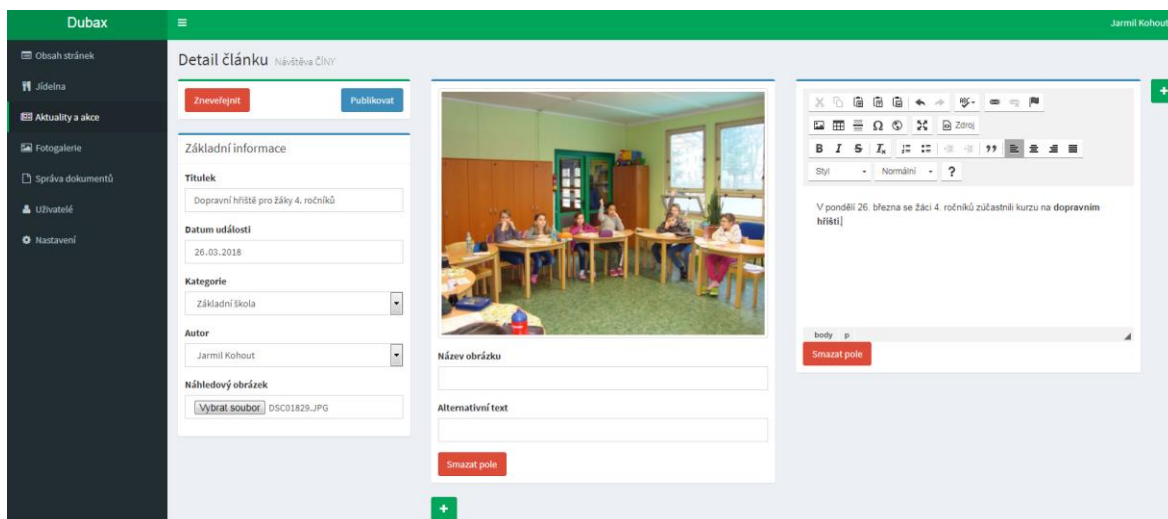 Dubax
Jarmil Kohout
Obsah stránek
Jídelna
Aktuality a akce
Fotogalerie
Správa dokumentů
Uživatelé
Nastavení
Detail článku Návštěva ČÍNY
Zneveřejnit
Publikovat
Základní informace
Titulek
Dopravní hřiště pro žáky 4. ročníků
Datum události
26.03.2018
Kategorie
Základní škola
Autor
Jarmil Kohout
Náhledový obrázek
Vybrat soubor DSC01829.JPG
Název obrázku
Alternativní text
Smazat pole
+
Zdroj
B I S Ix
Styl
Normální
?
V pondělí 26. března se žáci 4. ročníků zúčastnili kurzu na dopravním
hřišti.
body p
Smazat pole
+